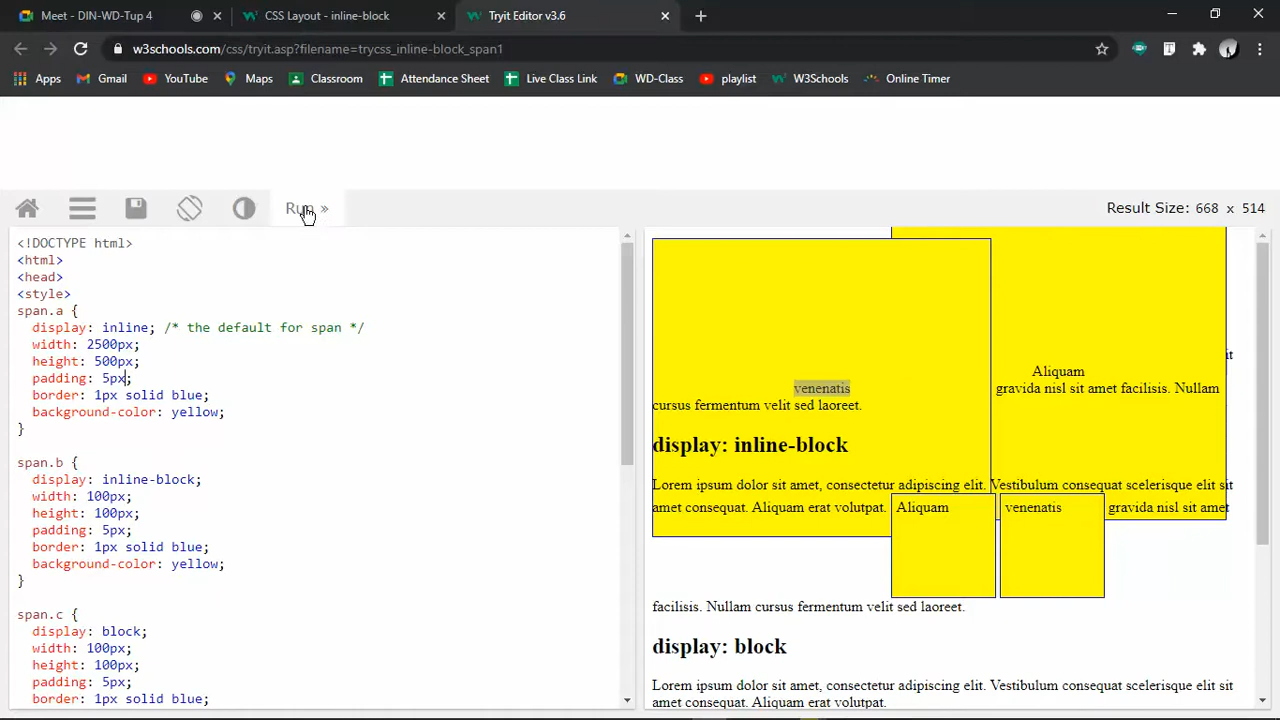 Meet - DIN-WD-Tup 4
CSS Layout - inline-block
Tryit Editor v3.6
w3schools.com/css/tryit.asp?filename=trycss_inline-block_span1
Apps Gmail YouTube Maps Classroom Attendance Sheet Live Class Link WD-Class playlist W3Schools Online Timer
Run »
Result Size: 668 x 514
<!DOCTYPE html>
<html>
<head>
<style>
span.a {
display: inline; /* the default for span */
width: 2500px;
height: 500px;
padding: 5px;
border: 1px solid blue;
background-color: yellow;
}
span.b {
display: inline-block;
width: 100px;
height: 100px;
padding: 5px;
border: 1px solid blue;
background-color: yellow;
}
span.c {
display: block;
width: 100px;
height: 100px;
padding: 5px;
border: 1px solid blue;
it
Aliquam
venenatis gravida nisl sit amet facilisis. Nullam
cursus fermentum velit sed laoreet.
display: inline-block
Lorem ipsum dolor sit amet, consectetur adipiscing elit. Vestibulum consequat scelerisque elit sit
amet consequat. Aliquam erat volutpat. Aliquam venenatis gravida nisl sit amet
facilisis. Nullam cursus fermentum velit sed laoreet.
display: block
Lorem ipsum dolor sit amet, consectetur adipiscing elit. Vestibulum consequat scelerisque elit sit
amet consequat. Aliquam erat volutpat.